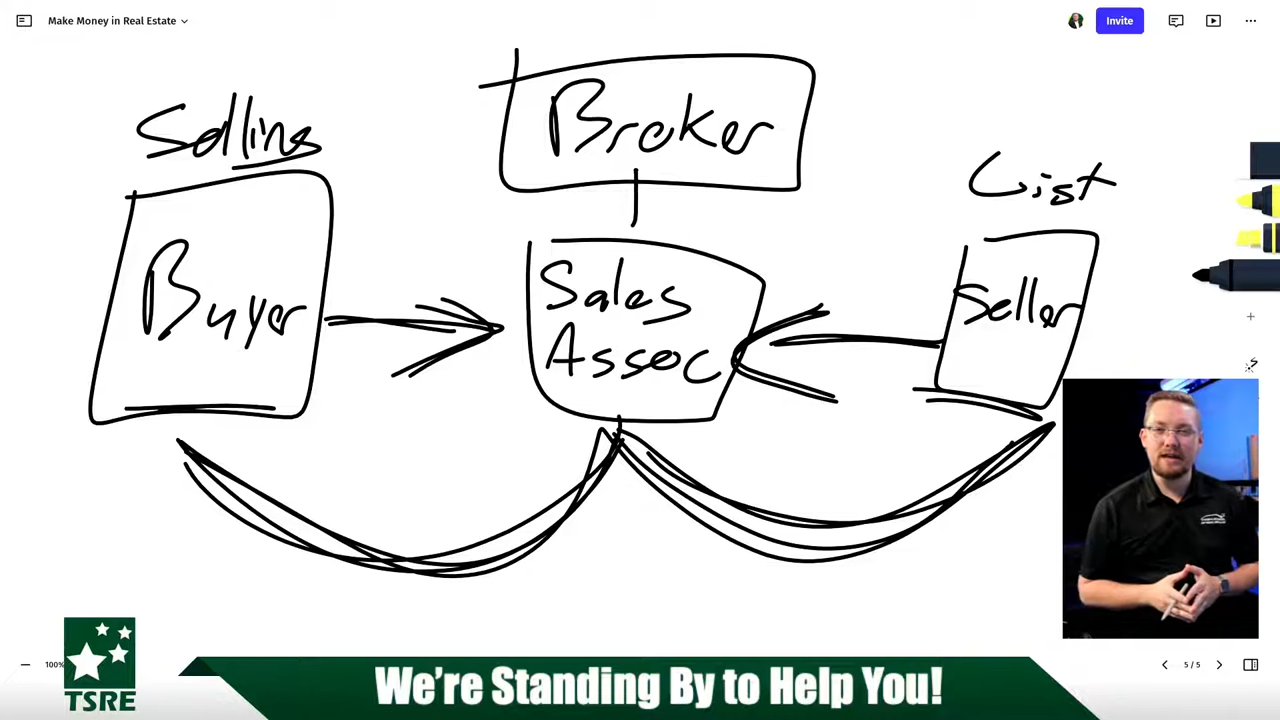 Make Money in Real Estate
Invite
Broker
Selling
List
Buyer
Sales
Assoc
Seller
100%
5 / 5
TSRE
We're Standing By to Help You!